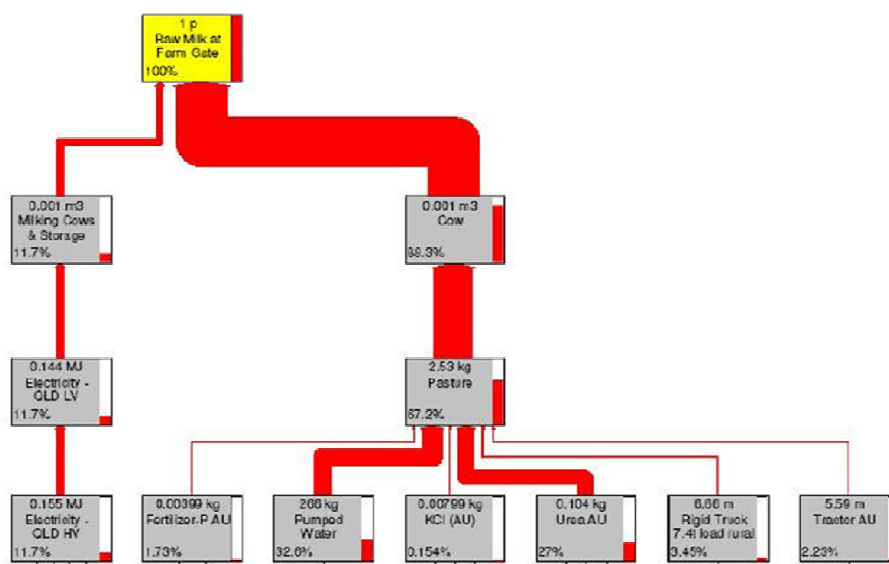 1 p
Raw Milk at
Farm Gate
100%
0.001 m3
Milking Cows
& Storage
11.7%
0.001 m3
Cow
88.3%
0.144 MJ
Electricity -
QLD LV
11.7%
2.53 kg
Pasture
67.2%
0.155 MJ
Electricity -
QLD HV
11.7%
0.00399 kg
Fertilizer-P AU
1.73%
266 kg
Pumped
Water
32.6%
0.00799 kg
KCl (AU)
0.154%
0.104 kg
Urea AU
27%
6.66 m
Rigid Truck
7.4t load rural
3.45%
5.59 m
Tractor AU
2.23%